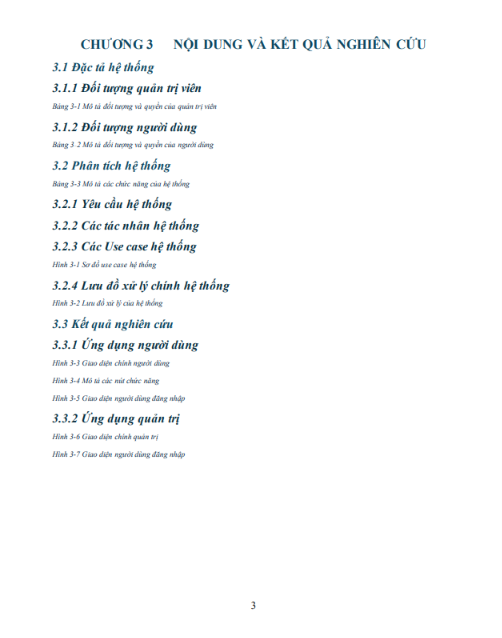 CHƯƠNG 3 NỘI DUNG VÀ KẾT QUẢ NGHIÊN CỨU
3.1 Đặc tả hệ thống
3.1.1 Đối tượng quản trị viên
Bảng 3-1 Mô tả đối tượng và quyền của quản trị viên
3.1.2 Đối tượng người dùng
Bảng 3-2 Mô tả đối tượng và quyền của người dùng
3.2 Phân tích hệ thống
Bảng 3-3 Mô tả các chức năng của hệ thống
3.2.1 Yêu cầu hệ thống
3.2.2 Các tác nhân hệ thống
3.2.3 Các Use case hệ thống
Hình 3-1 Sơ đồ use case hệ thống
3.2.4 Lưu đồ xử lý chính hệ thống
Hình 3-2 Lưu đồ xử lý của hệ thống
3.3 Kết quả nghiên cứu
3.3.1 Ứng dụng người dùng
Hình 3-3 Giao diện chính người dùng
Hình 3-4 Mô tả các nút chức năng
Hình 3-5 Giao diện người dùng đăng nhập
3.3.2 Ứng dụng quản trị
Hình 3-6 Giao diện chính quản trị
Hình 3-7 Giao diện người dùng đăng nhập
3